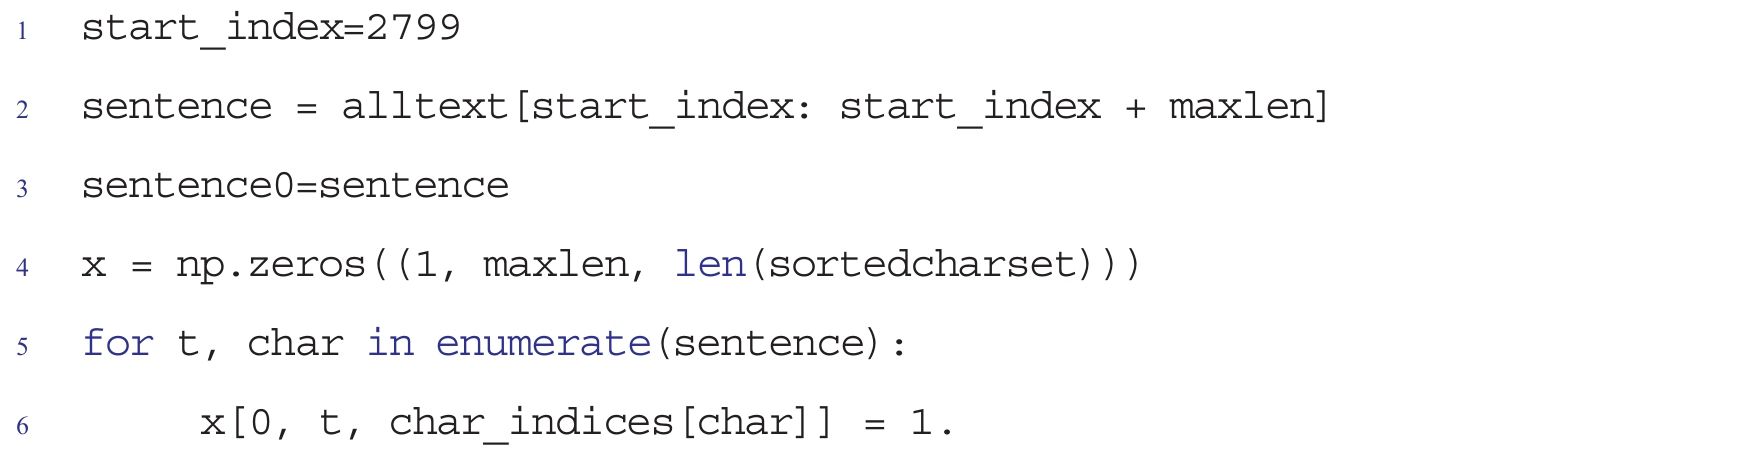 1 start_index=2799
2 sentence = alltext[start_index: start_index + maxlen]
3 sentence0=sentence
4 x = np.zeros((1, maxlen, len(sortedcharset)))
5 for t, char in enumerate(sentence):
6 x[0, t, char_indices[char]] = 1.